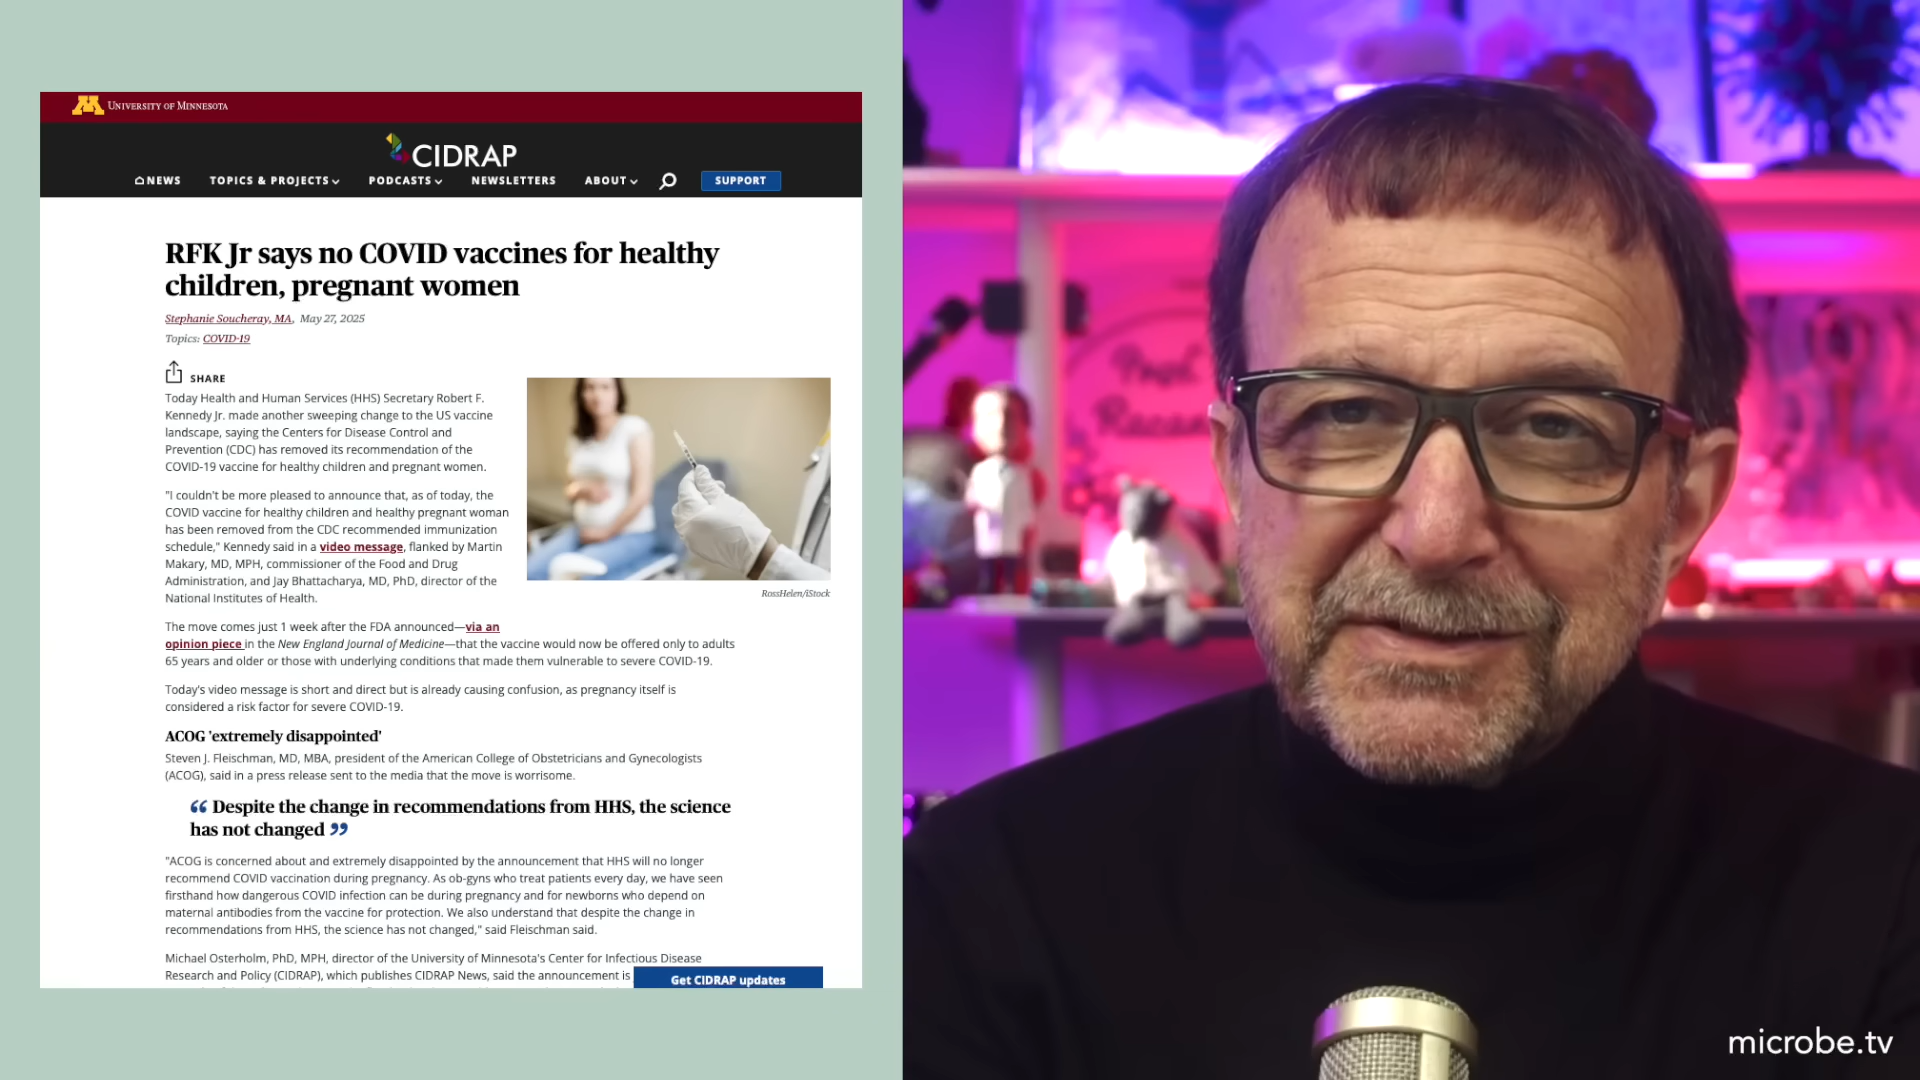 UNIVERSITY OF MINNESOTA
CIDRAP
NEWS TOPICS & PROJECTS PODCASTS NEWSLETTERS ABOUT SUPPORT
RFK Jr says no COVID vaccines for healthy
children, pregnant women
Stephanie Soucheray, MA, May 27, 2025
Topics: COVID-19
SHARE
Today Health and Human Services (HHS) Secretary Robert F.
Kennedy Jr. made another sweeping change to the US vaccine
landscape, saying the Centers for Disease Control and
Prevention (CDC) has removed its recommendation of the
COVID-19 vaccine for healthy children and pregnant women.
"I couldn't be more pleased to announce that, as of today, the
COVID vaccine for healthy children and healthy pregnant woman
has been removed from the CDC recommended immunization
schedule," Kennedy said in a video message, flanked by Martin
Makary, MD, MPH, commissioner of the Food and Drug
Administration, and Jay Bhattacharya, MD, PhD, director of the
National Institutes of Health.
RossHelen/iStock
The move comes just 1 week after the FDA announced—via an
opinion piece in the New England Journal of Medicine—that the vaccine would now be offered only to adults
65 years and older or those with underlying conditions that made them vulnerable to severe COVID-19.
Today's video message is short and direct but is already causing confusion, as pregnancy itself is
considered a risk factor for severe COVID-19.
ACOG 'extremely disappointed'
Steven J. Fleischman, MD, MBA, president of the American College of Obstetricians and Gynecologists
(ACOG), said in a press release sent to the media that the move is worrisome.
“ Despite the change in recommendations from HHS, the science
has not changed ”
"ACOG is concerned about and extremely disappointed by the announcement that HHS will no longer
recommend COVID vaccination during pregnancy. As ob-gyns who treat patients every day, we have seen
firsthand how dangerous COVID infection can be during pregnancy and for newborns who depend on
maternal antibodies from the vaccine for protection. We also understand that despite the change in
recommendations from HHS, the science has not changed," said Fleischman said.
Michael Osterholm, PhD, MPH, director of the University of Minnesota's Center for Infectious Disease
Research and Policy (CIDRAP), which publishes CIDRAP News, said the announcement is
Get CIDRAP updates
microbe.tv